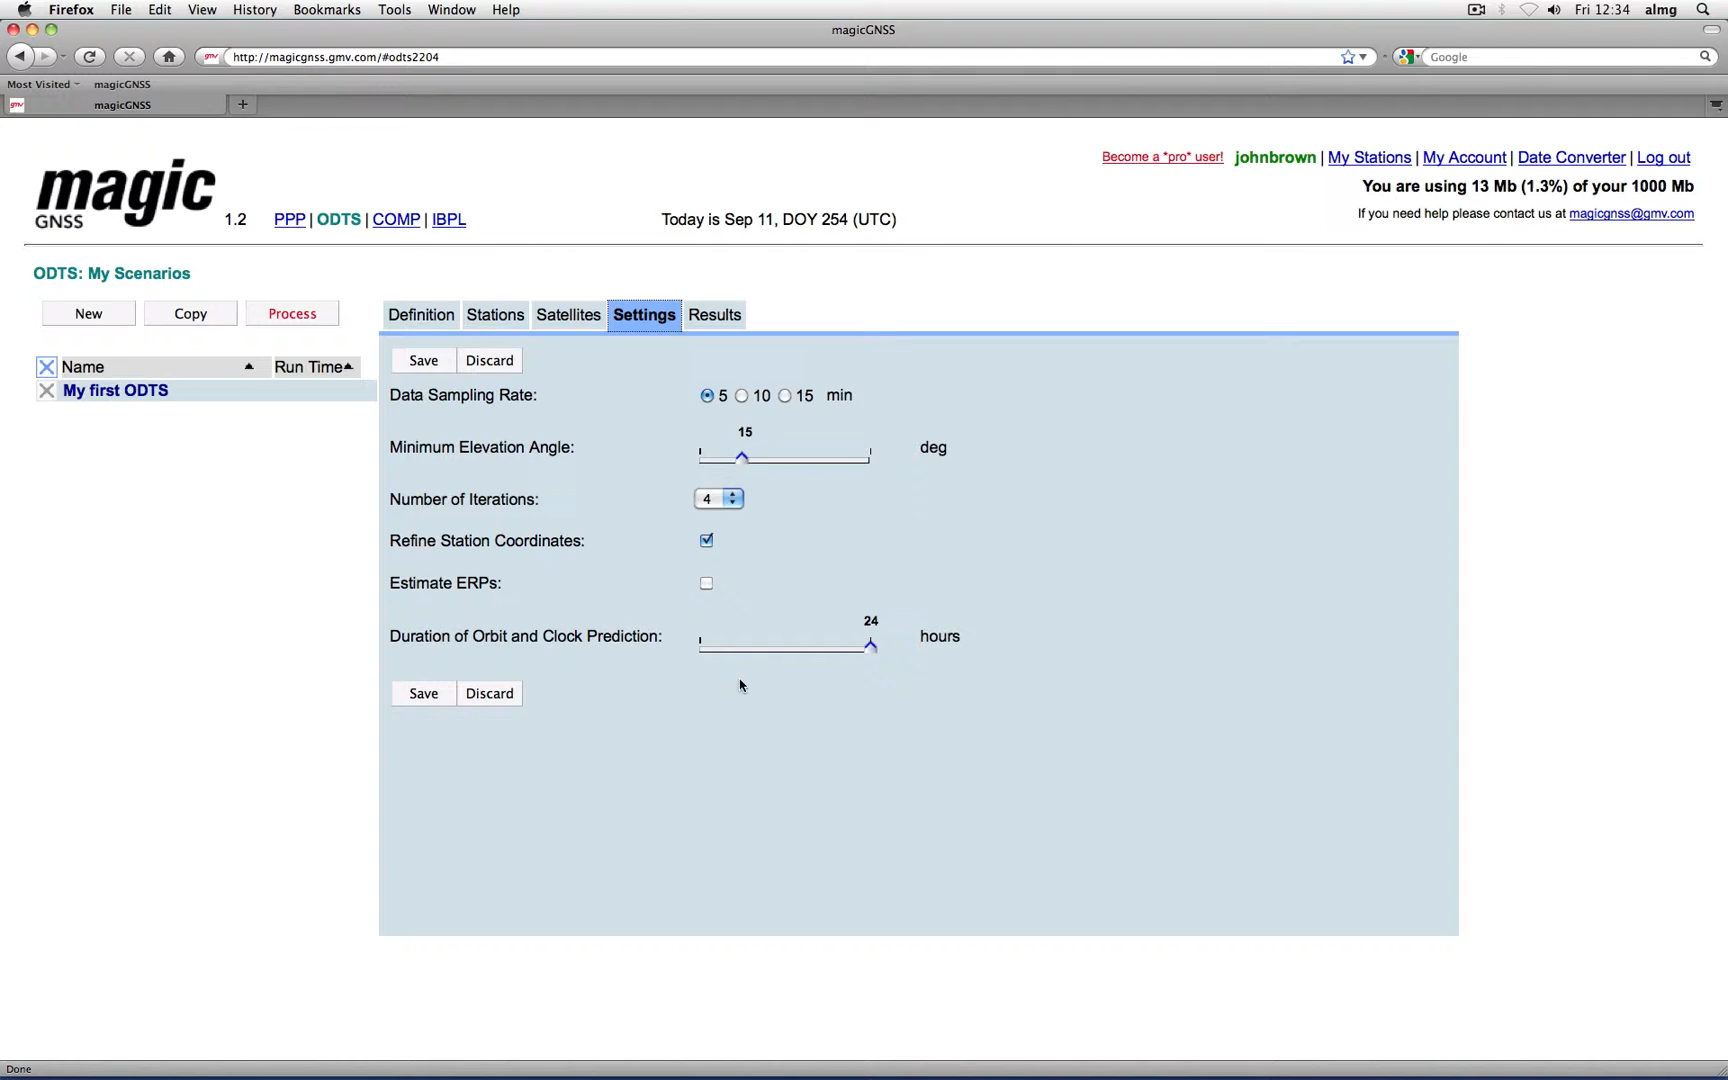 Firefox File Edit View History Bookmarks Tools Window Help Fri 12:34 almg
magicGNSS
http://magicgnss.gmv.com/#odts2204 Google
Most Visited magicGNSS
gmv magicGNSS +
Become a *pro* user! johnbrown | My Stations | My Account | Date Converter | Log out
magic
GNSS 1.2 PPP | ODTS | COMP | IBPL Today is Sep 11, DOY 254 (UTC)
You are using 13 Mb (1.3%) of your 1000 Mb
If you need help please contact us at magicgnss@gmv.com
ODTS: My Scenarios
New Copy Process
Name Run Time
My first ODTS
Definition Stations Satellites Settings Results
Save Discard
Data Sampling Rate: 5 10 15 min
15
Minimum Elevation Angle: deg
Number of Iterations: 4
Refine Station Coordinates:
Estimate ERPs:
24
Duration of Orbit and Clock Prediction: hours
Save Discard
Done